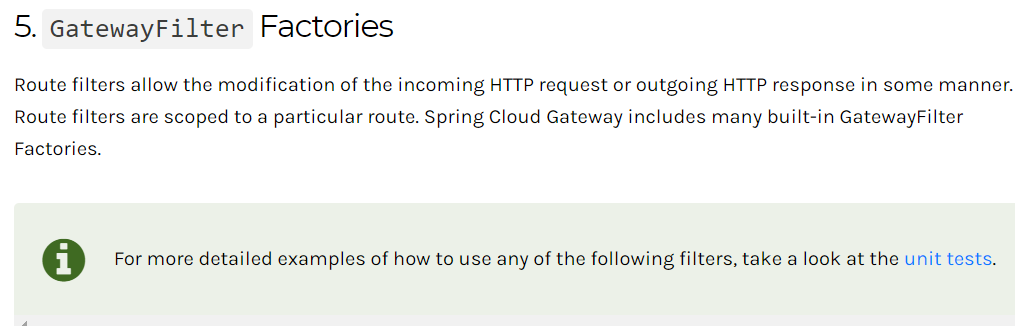 5. GatewayFilter Factories
Route filters allow the modification of the incoming HTTP request or outgoing HTTP response in some manner.
Route filters are scoped to a particular route. Spring Cloud Gateway includes many built-in GatewayFilter
Factories.
For more detailed examples of how to use any of the following filters, take a look at the unit tests.